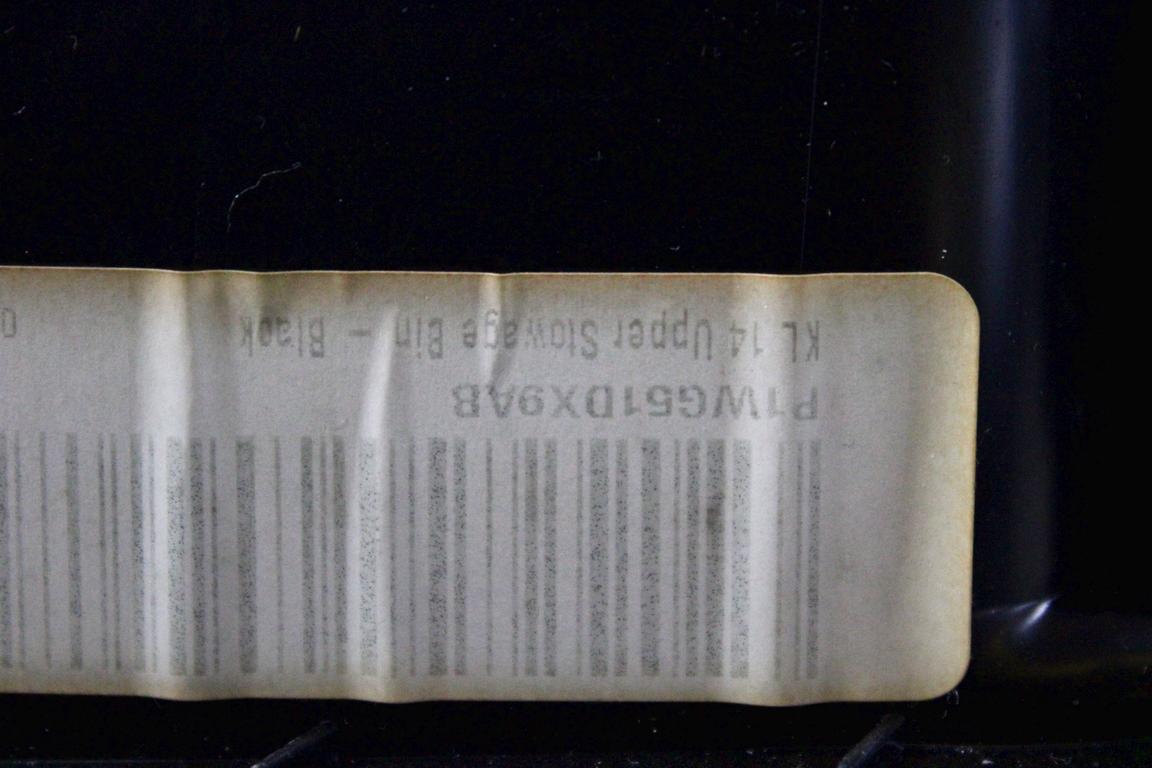 P1WG51DX9AB
KL 14 Upper Stowage Bin - Black